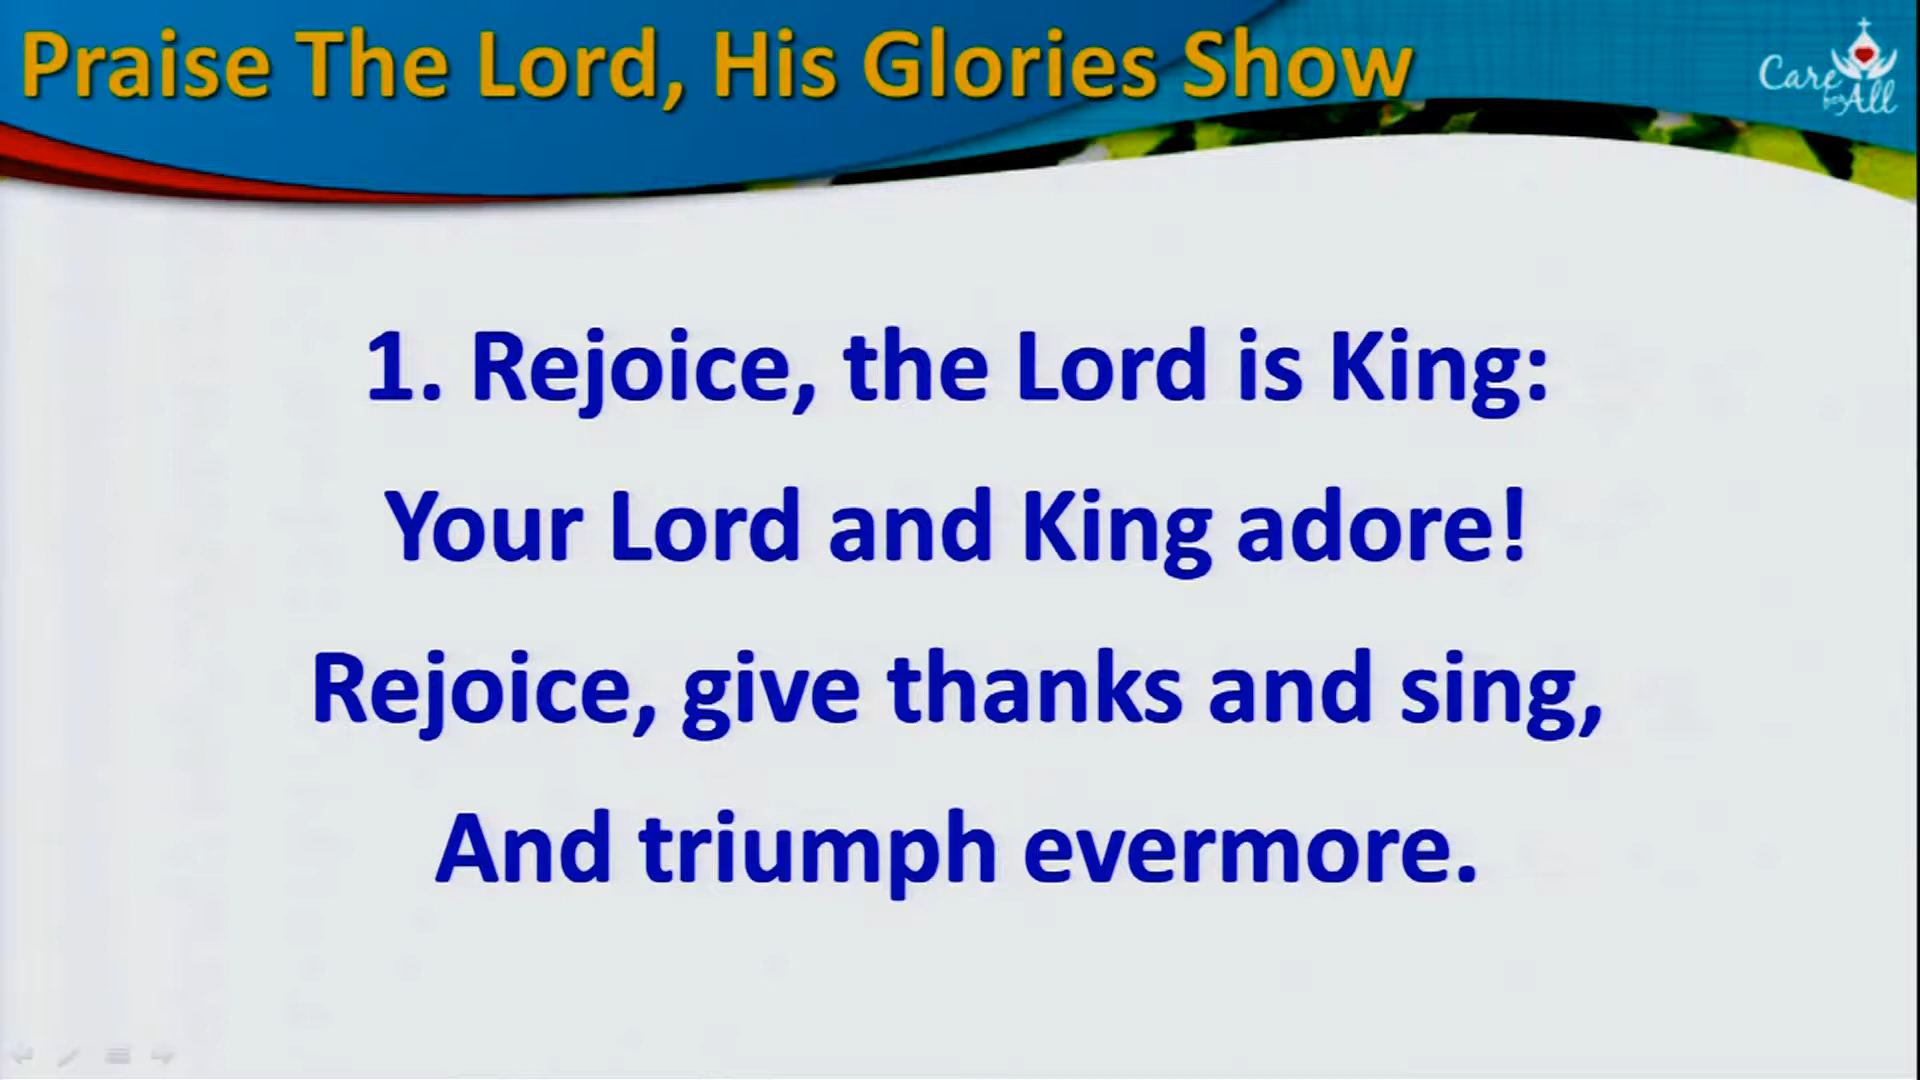 Praise The Lord, His Glories Show
Care
for All
1. Rejoice, the Lord is King:
Your Lord and King adore!
Rejoice, give thanks and sing,
And triumph evermore.